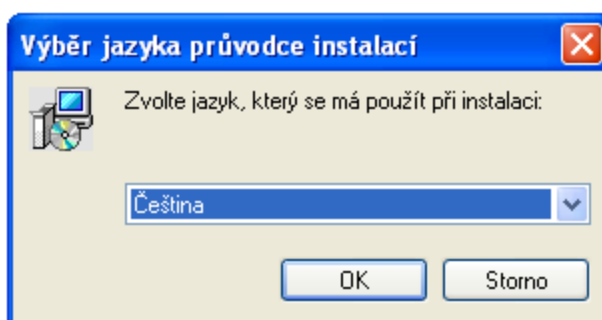 Výběr jazyka průvodce instalací
Zvolte jazyk, který se má použít při instalaci:
Čeština
OK
Storno